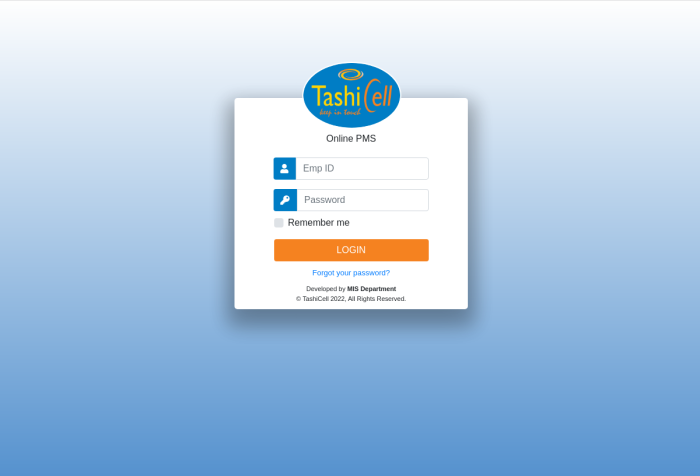 TashiCell
keep in touch
Online PMS
Emp ID
Password
Remember me
LOGIN
Forgot your password?
Developed by MIS Department
© TashiCell 2022, All Rights Reserved.